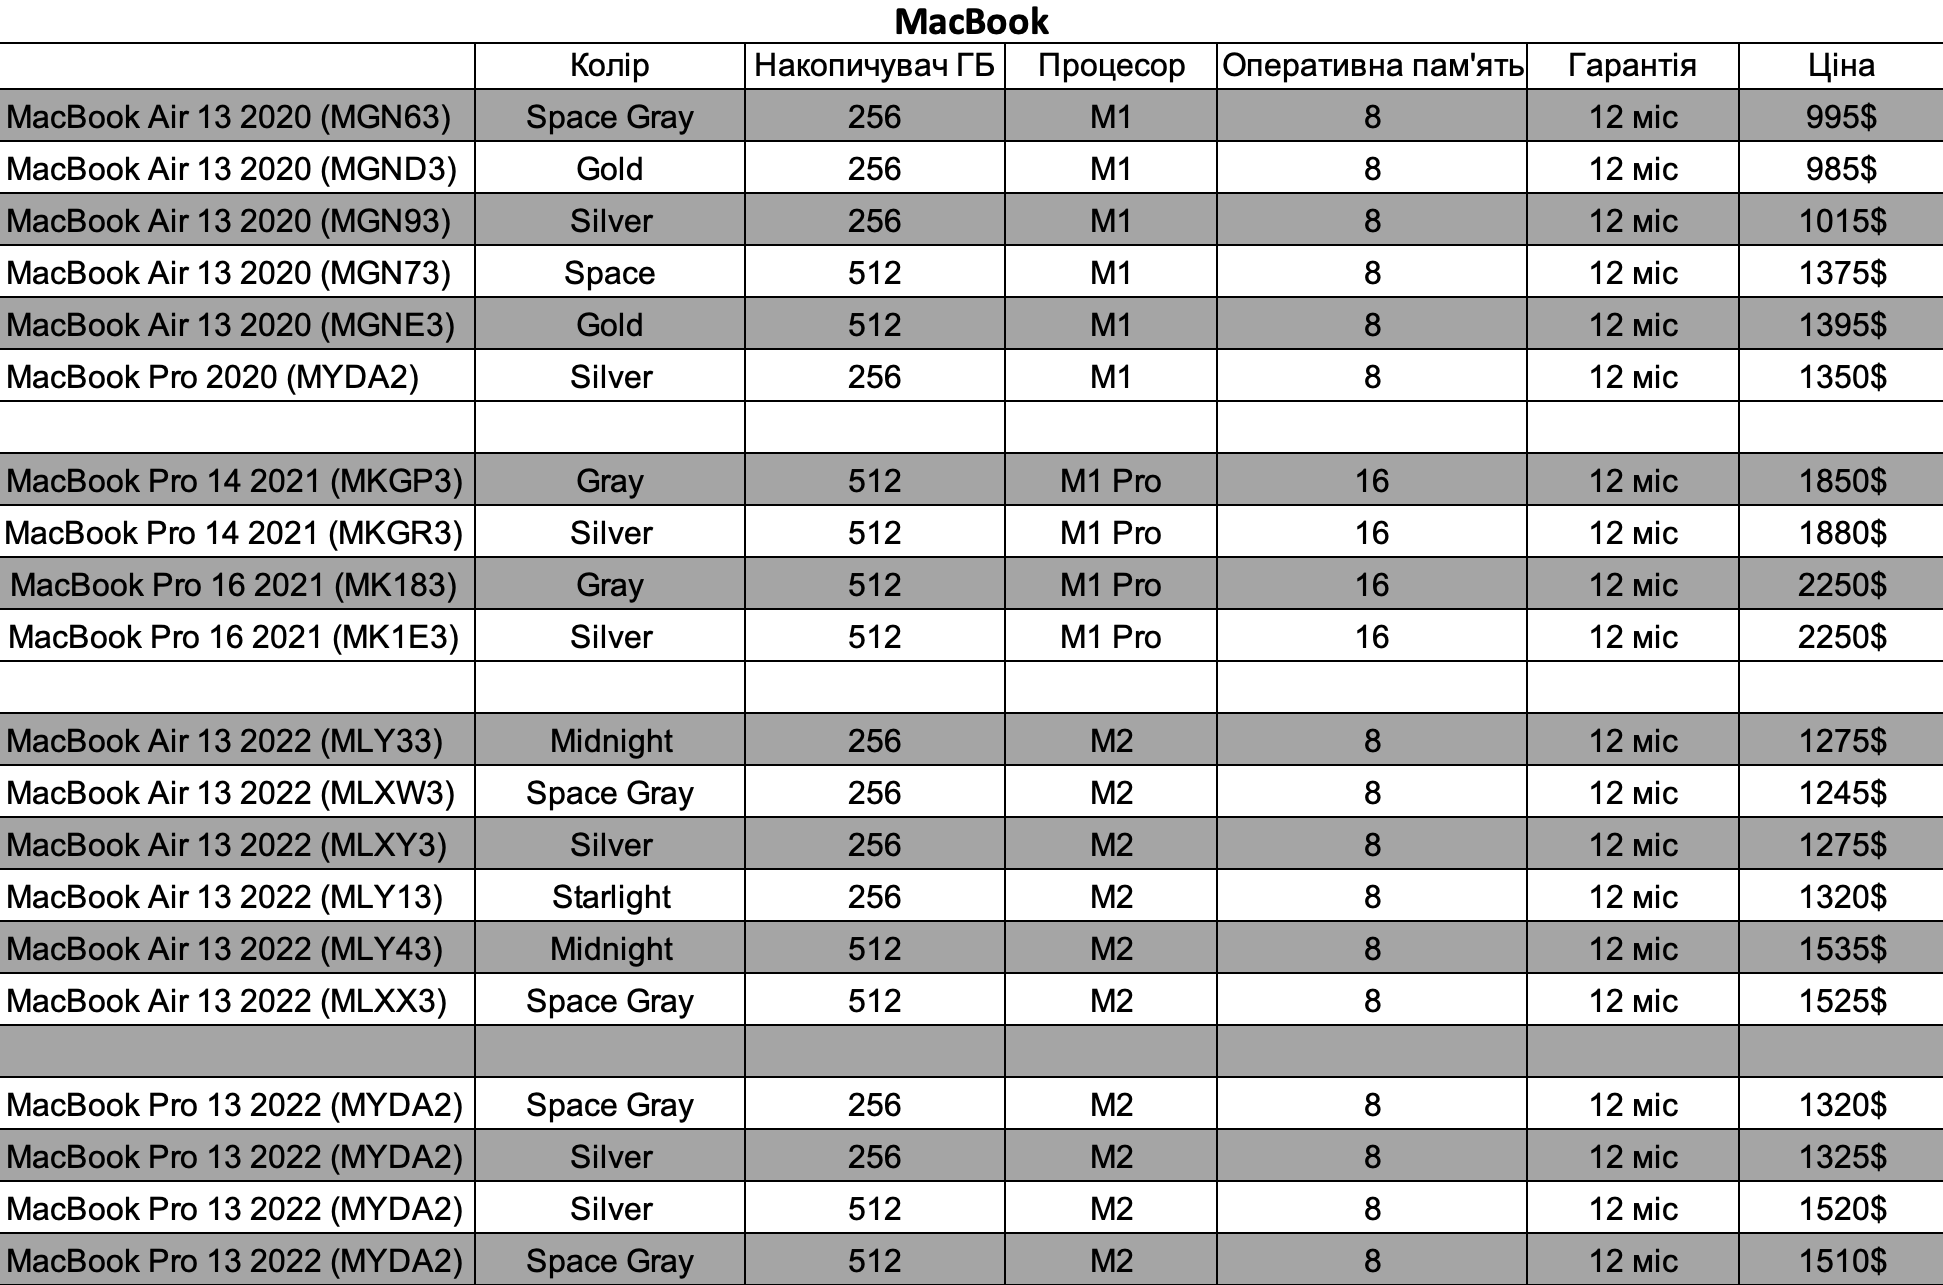 MacBook
Колір Накопичувач ГБ Процесор Оперативна пам'ять Гарантія Ціна
MacBook Air 13 2020 (MGN63) Space Gray 256 M1 8 12 міс 995$
MacBook Air 13 2020 (MGND3) Gold 256 M1 8 12 міс 985$
MacBook Air 13 2020 (MGN93) Silver 256 M1 8 12 міс 1015$
MacBook Air 13 2020 (MGN73) Space 512 M1 8 12 міс 1375$
MacBook Air 13 2020 (MGNE3) Gold 512 M1 8 12 міс 1395$
MacBook Pro 2020 (MYDA2) Silver 256 M1 8 12 міс 1350$
MacBook Pro 14 2021 (MKGP3) Gray 512 M1 Pro 16 12 міс 1850$
MacBook Pro 14 2021 (MKGR3) Silver 512 M1 Pro 16 12 міс 1880$
MacBook Pro 16 2021 (MK183) Gray 512 M1 Pro 16 12 міс 2250$
MacBook Pro 16 2021 (MK1E3) Silver 512 M1 Pro 16 12 міс 2250$
MacBook Air 13 2022 (MLY33) Midnight 256 M2 8 12 міс 1275$
MacBook Air 13 2022 (MLXW3) Space Gray 256 M2 8 12 міс 1245$
MacBook Air 13 2022 (MLXY3) Silver 256 M2 8 12 міс 1275$
MacBook Air 13 2022 (MLY13) Starlight 256 M2 8 12 міс 1320$
MacBook Air 13 2022 (MLY43) Midnight 512 M2 8 12 міс 1535$
MacBook Air 13 2022 (MLXX3) Space Gray 512 M2 8 12 міс 1525$
MacBook Pro 13 2022 (MYDA2) Space Gray 256 M2 8 12 міс 1320$
MacBook Pro 13 2022 (MYDA2) Silver 256 M2 8 12 міс 1325$
MacBook Pro 13 2022 (MYDA2) Silver 512 M2 8 12 міс 1520$
MacBook Pro 13 2022 (MYDA2) Space Gray 512 M2 8 12 міс 1510$